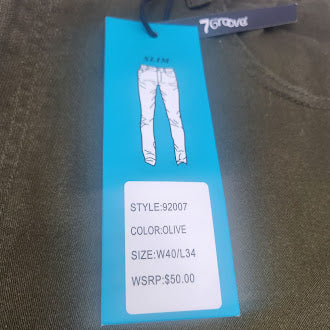 7Groove
SLIM
STYLE:92007
COLOR:OLIVE
SIZE:W40/L34
WSRP:$50.00